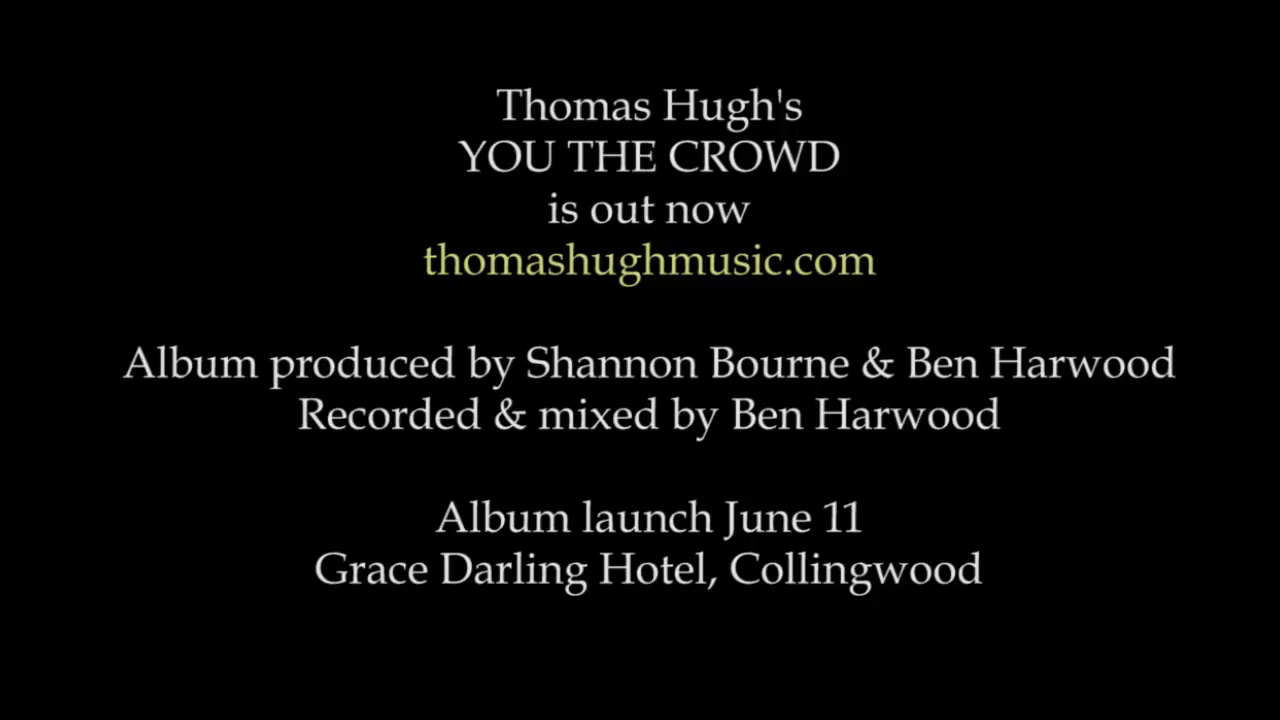 Thomas Hugh's
YOU THE CROWD
is out now
thomashughmusic.com
Album produced by Shannon Bourne & Ben Harwood
Recorded & mixed by Ben Harwood
Album launch June 11
Grace Darling Hotel, Collingwood